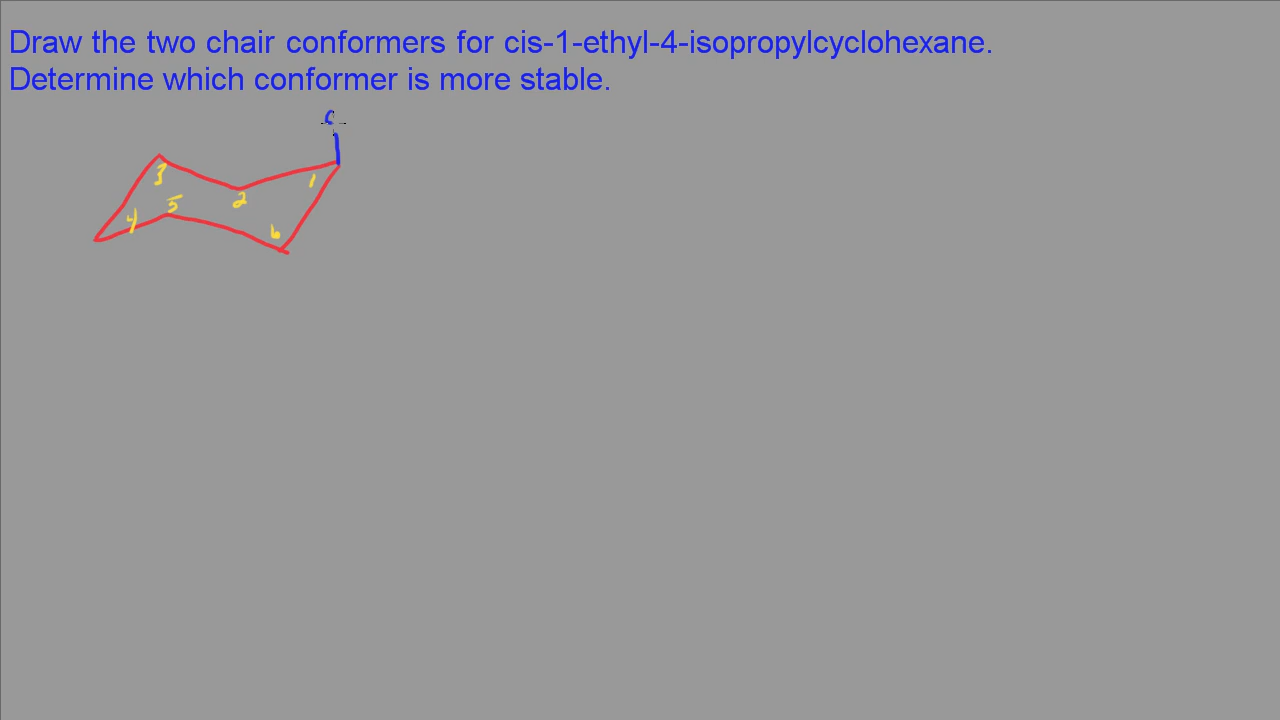 Draw the two chair conformers for cis-1-ethyl-4-isopropylcyclohexane.
Determine which conformer is more stable.
C
3
1
5
2
4
6